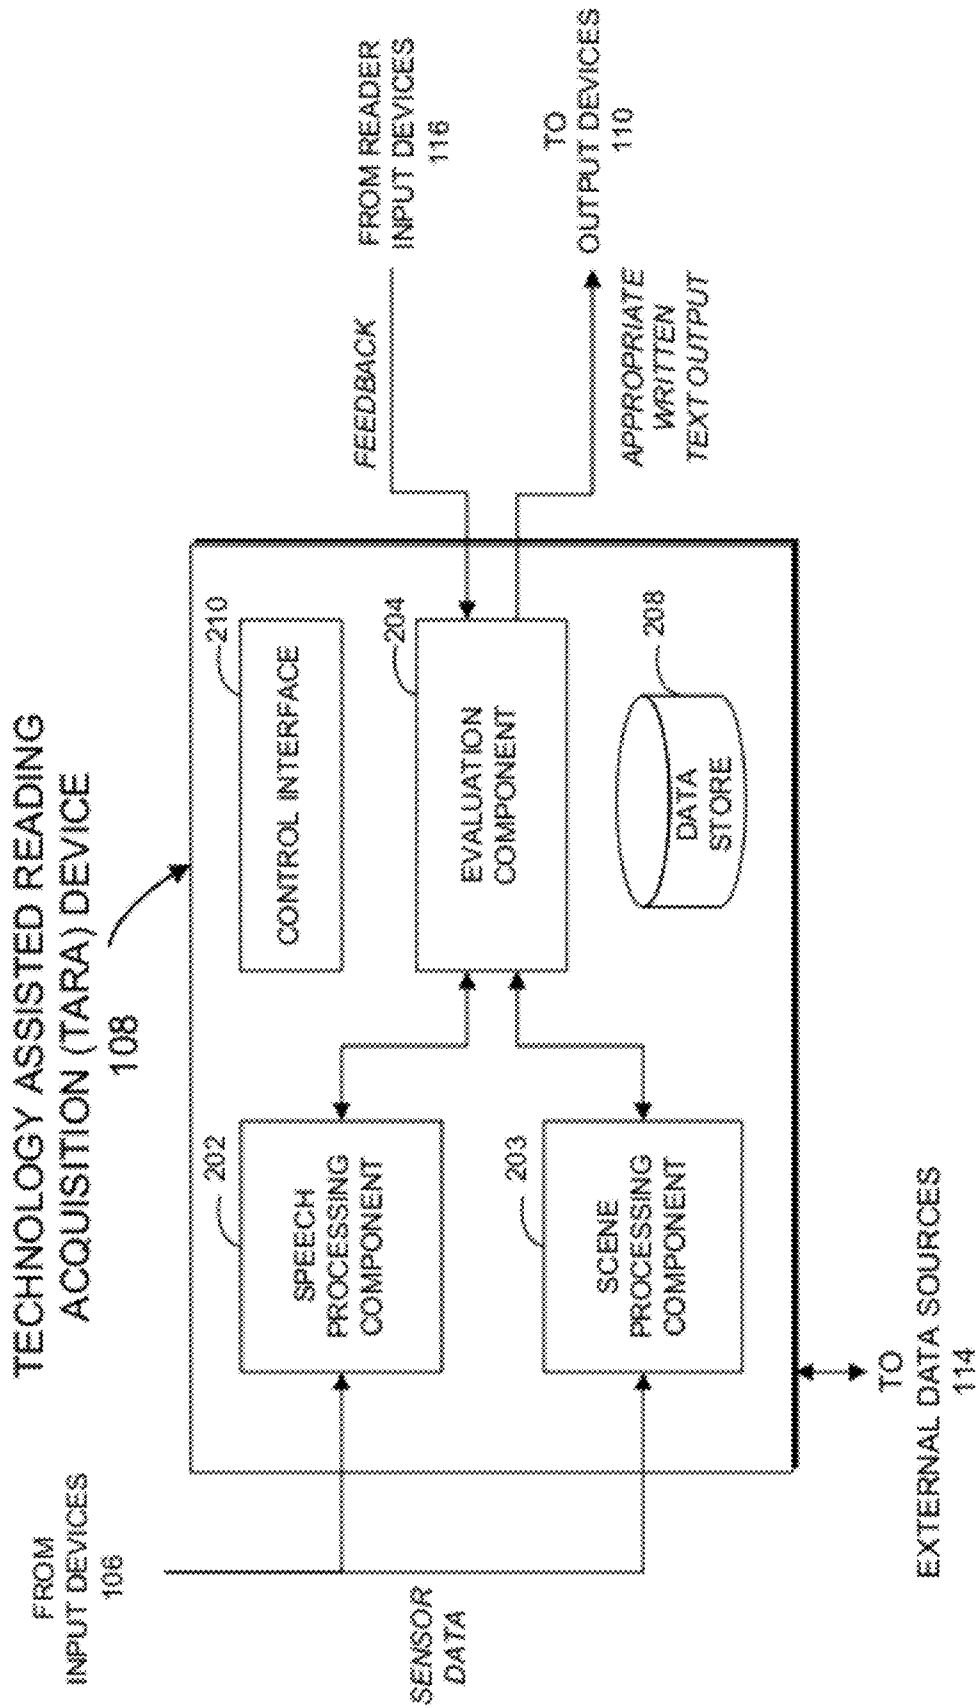 TECHNOLOGY ASSISTED READING
ACQUISITION (TARA) DEVICE
108
FROM
INPUT DEVICES
106
SENSOR
DATA
202
SPEECH
PROCESSING
COMPONENT
203
SCENE
PROCESSING
COMPONENT
210
CONTROL INTERFACE
204
EVALUATION
COMPONENT
208
DATA
STORE
FEEDBACK
FROM READER
INPUT DEVICES
116
TO
OUTPUT DEVICES
110
APPROPRIATE
WRITTEN
TEXT OUTPUT
TO
EXTERNAL DATA SOURCES
114